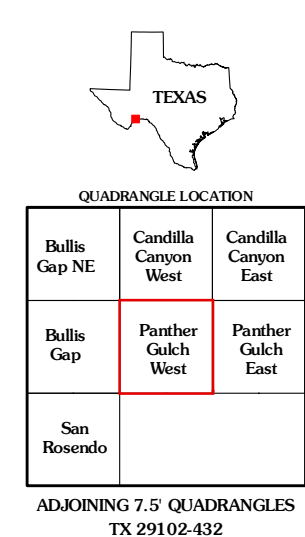 TEXAS
QUADRANGLE LOCATION
Bullis
Gap NE
Candilla
Canyon
West
Candilla
Canyon
East
Bullis
Gap
Panther
Gulch
West
Panther
Gulch
East
San
Rosendo
ADJOINING 7.5' QUADRANGLES
TX 29102-432